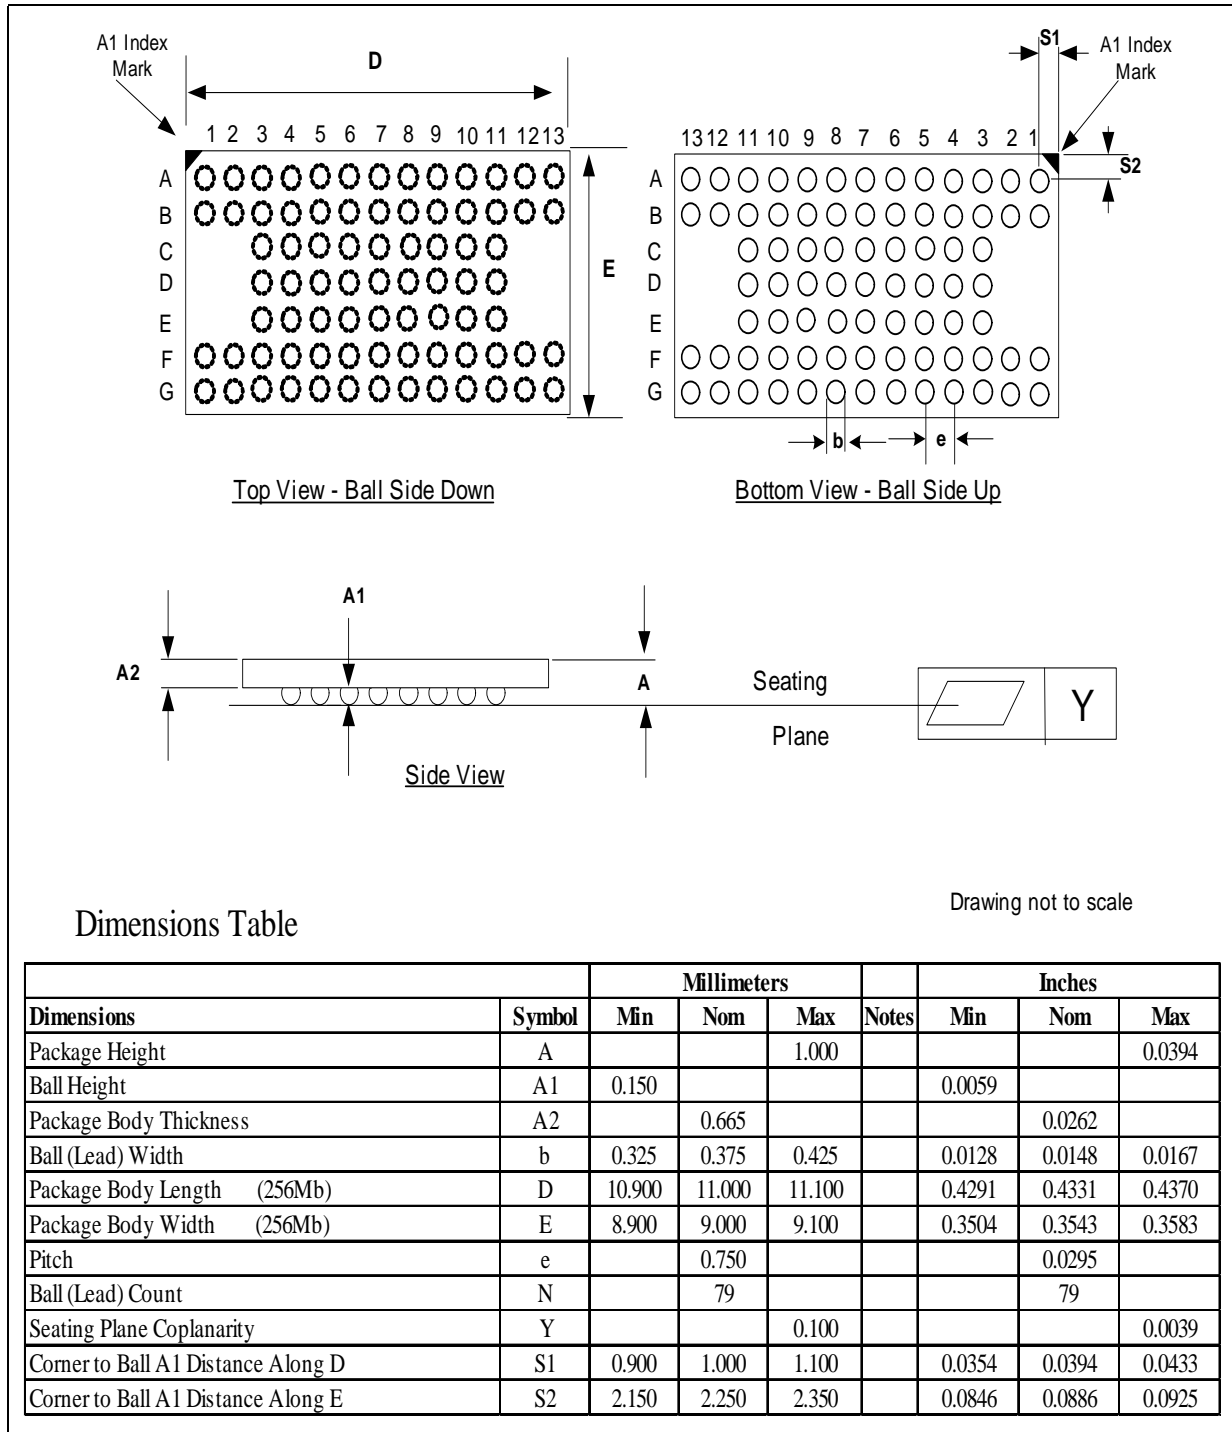 A1 Index
Mark
D
S1
A1 Index
Mark
1 2 3 4 5 6 7 8 9 10 11 12 13
13 12 11 10 9 8 7 6 5 4 3 2 1
S2
A
B
C
D
E
F
G
E
A
B
C
D
E
F
G
b
e
Top View - Ball Side Down
Bottom View - Ball Side Up
A1
A2
A
Seating
Plane
Y
Side View
Drawing not to scale
Dimensions Table
Millimeters Inches
Dimensions Symbol Min Nom Max Notes Min Nom Max
Package Height A 1.000 0.0394
Ball Height A1 0.150 0.0059
Package Body Thickness A2 0.665 0.0262
Ball (Lead) Width b 0.325 0.375 0.425 0.0128 0.0148 0.0167
Package Body Length (256Mb) D 10.900 11.000 11.100 0.4291 0.4331 0.4370
Package Body Width (256Mb) E 8.900 9.000 9.100 0.3504 0.3543 0.3583
Pitch e 0.750 0.0295
Ball (Lead) Count N 79 79
Seating Plane Coplanarity Y 0.100 0.0039
Corner to Ball A1 Distance Along D S1 0.900 1.000 1.100 0.0354 0.0394 0.0433
Corner to Ball A1 Distance Along E S2 2.150 2.250 2.350 0.0846 0.0886 0.0925